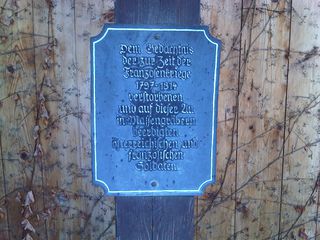 Dem Gedächtnis
der zur Zeit der
Franzosenkriege
1797-1814
verstorbenen
und auf dieser Au
in Massengräbern
beerdigten
österreichischen und
französischen
Soldaten